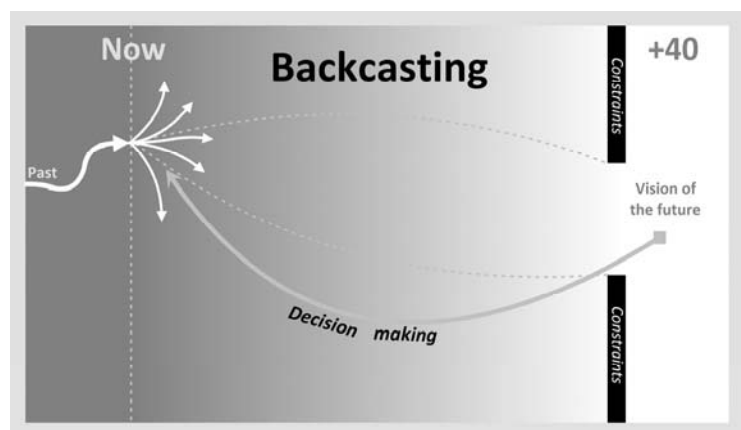 Now
Backcasting
+40
Constraints
Past
Vision of
the future
Decision making
Constraints